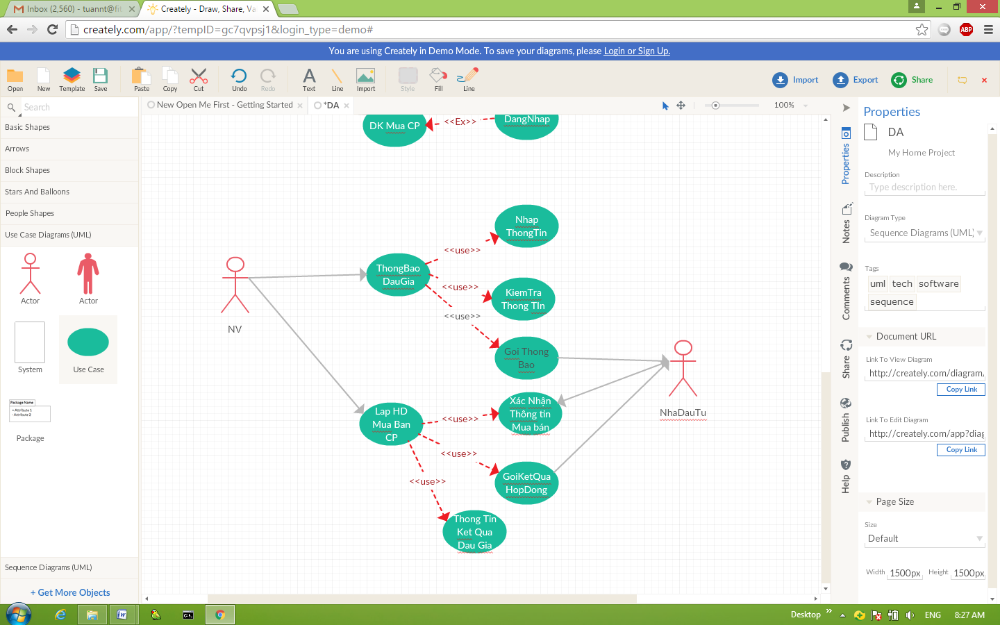 Inbox (2,560) - tuannt@fit
Creately - Draw, Share, Va
creately.com/app/?tempID=gc7qvpsj1&login_type=demo#
ABP
You are using Creately in Demo Mode. To save your diagrams, please Login or Sign Up.
Open
New
Template
Save
Paste
Copy
Cut
Undo
Redo
Text
Line
Import
Style
Fill
Line
Import
Export
Share
Search
New Open Me First - Getting Started
*DA
100%
Basic Shapes
Arrows
Block Shapes
Stars And Balloons
People Shapes
Use Case Diagrams (UML)
Actor
Actor
System
Use Case
Package Name
+ Attribute 1
- Attribute 2
Package
Sequence Diagrams (UML)
+ Get More Objects
DK Mua CP
<<Ex>>
DangNhap
Nhap
ThongTin
<<use>>
ThongBao
DauGia
<<use>>
KiemTra
Thong TIn
<<use>>
NV
Goi Thong
Bao
NhaDauTu
Lap HD
Mua Ban
CP
<<use>>
Xác Nhận
Thông tin
Mua bán
<<use>>
GoiKetQua
HopDong
<<use>>
Thong Tin
Ket Qua
Dau Gia
Properties
Notes
Comments
Share
Publish
Help
Properties
DA
My Home Project
Description
Type description here.
Diagram Type
Sequence Diagrams (UML)
Tags
uml tech software
sequence
Document URL
Link To View Diagram
http://creately.com/diagram/
Copy Link
Link To Edit Diagram
http://creately.com/app?diag
Copy Link
Page Size
Size
Default
Width 1500px Height 1500px
Desktop
ENG
8:27 AM